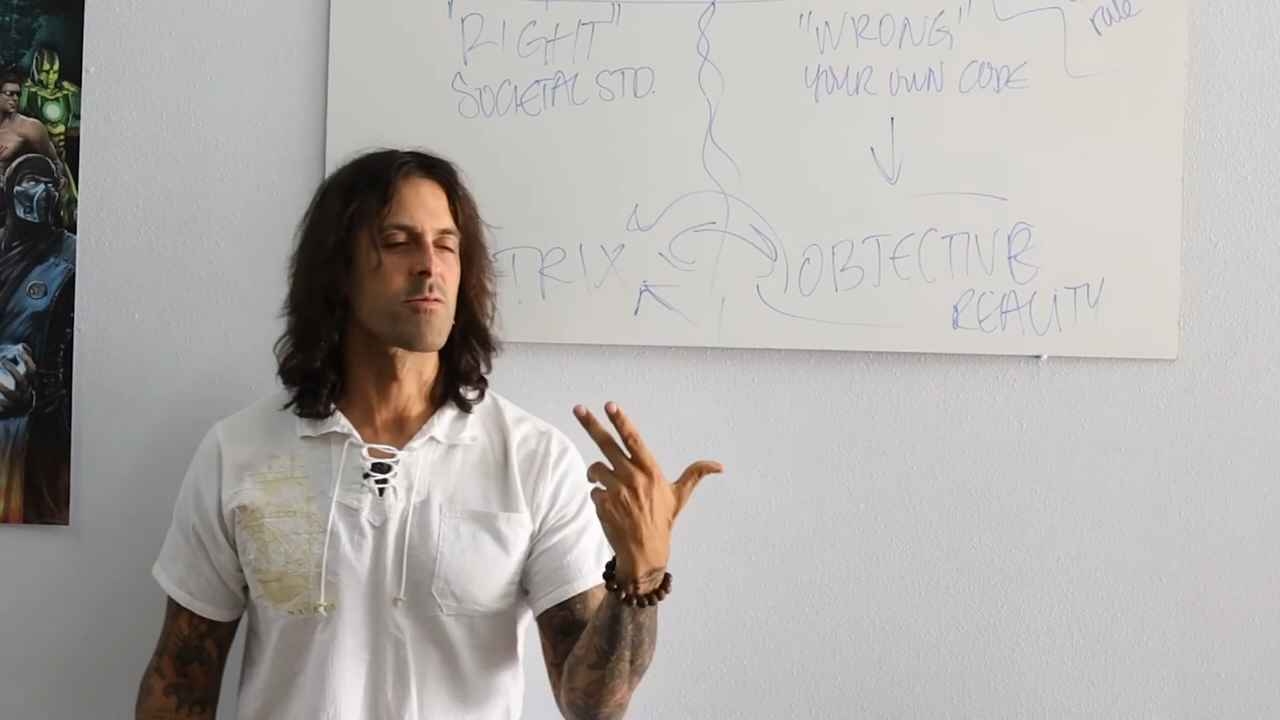 "RIGHT"
SOCIETAL STD.
"WRONG"
YOUR OWN CODE
rule
TRIX
OBJECTIVE
REALITY